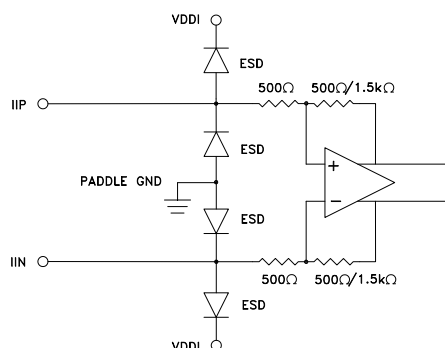 VDDI
ESD
500Ω 500Ω/1.5kΩ
IIP
ESD
PADDLE GND
+
ESD
−
IIN
500Ω 500Ω/1.5kΩ
ESD
VDDI